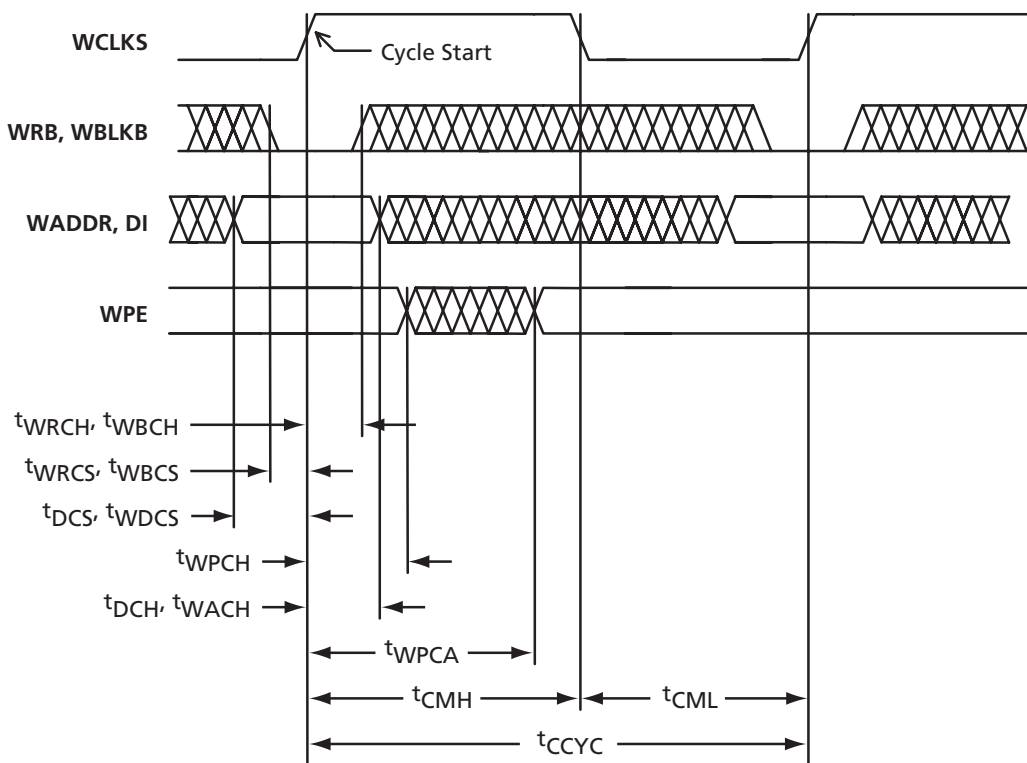 WCLKS
Cycle Start
WRB, WBLKB
WADDR, DI
WPE
tWRCH, tWBCH
tWRCS, tWBCS
tDCS, tWDCS
tWPCH
tDCH, tWACH
tWPCA
tCMH
tCML
tCCYC